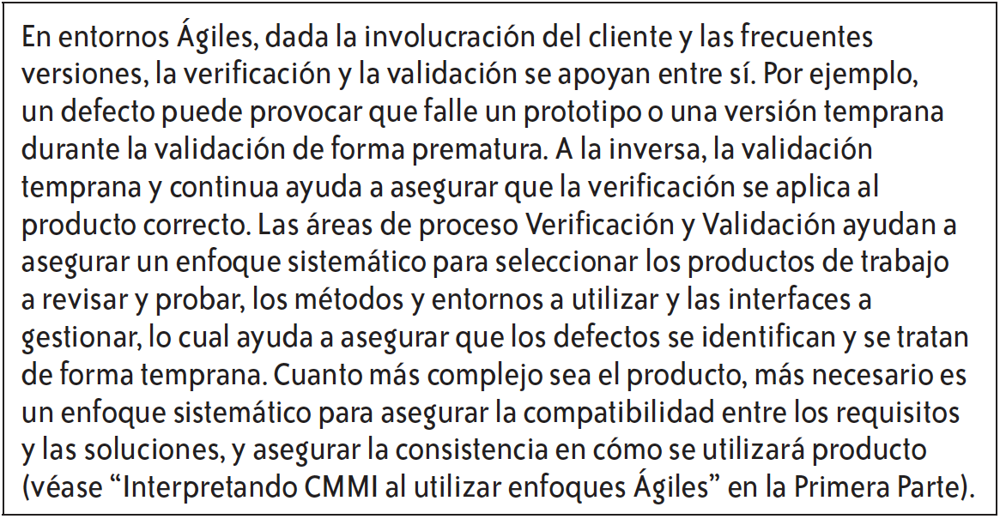 En entornos Ágiles, dada la involucración del cliente y las frecuentes
versiones, la verificación y la validación se apoyan entre sí. Por ejemplo,
un defecto puede provocar que falle un prototipo o una versión temprana
durante la validación de forma prematura. A la inversa, la validación
temprana y continua ayuda a asegurar que la verificación se aplica al
producto correcto. Las áreas de proceso Verificación y Validación ayudan a
asegurar un enfoque sistemático para seleccionar los productos de trabajo
a revisar y probar, los métodos y entornos a utilizar y las interfaces a
gestionar, lo cual ayuda a asegurar que los defectos se identifican y se tratan
de forma temprana. Cuanto más complejo sea el producto, más necesario es
un enfoque sistemático para asegurar la compatibilidad entre los requisitos
y las soluciones, y asegurar la consistencia en cómo se utilizará producto
(véase “Interpretando CMMI al utilizar enfoques Ágiles” en la Primera Parte).